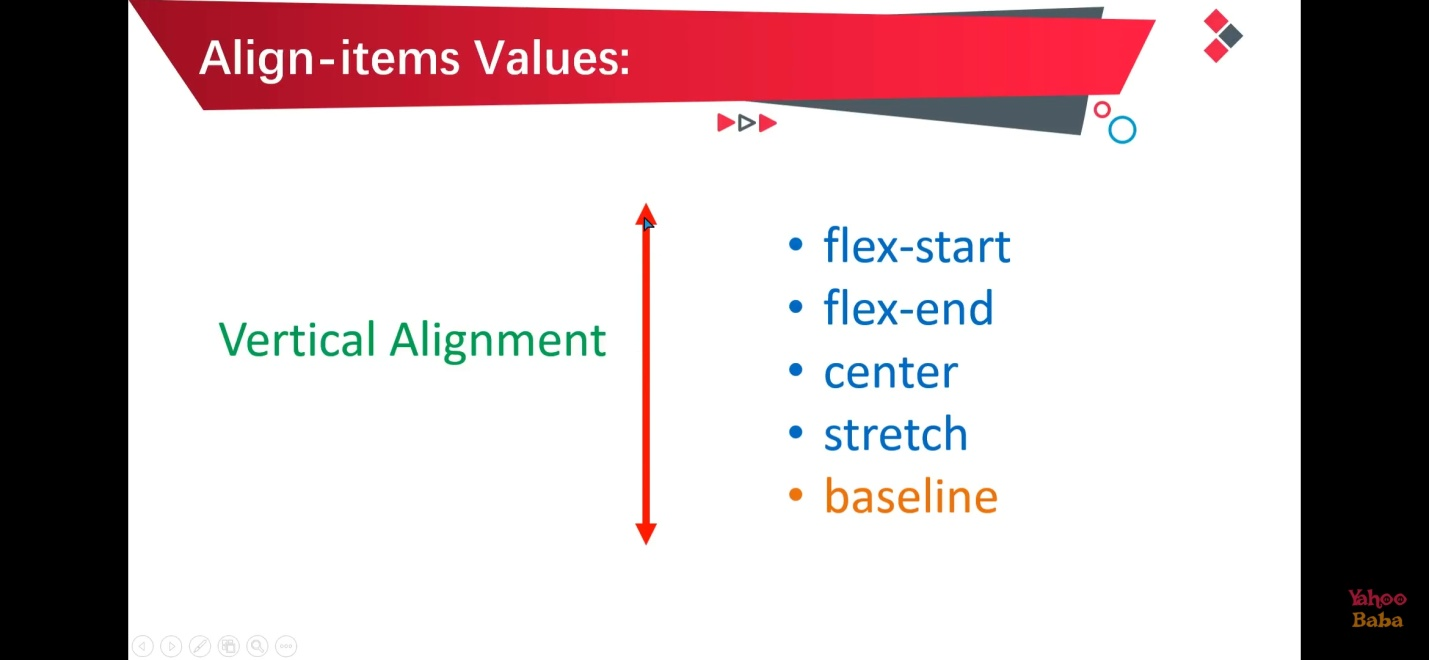 Align-items Values:
Vertical Alignment
• flex-start
• flex-end
• center
• stretch
• baseline
Yahoo
Baba